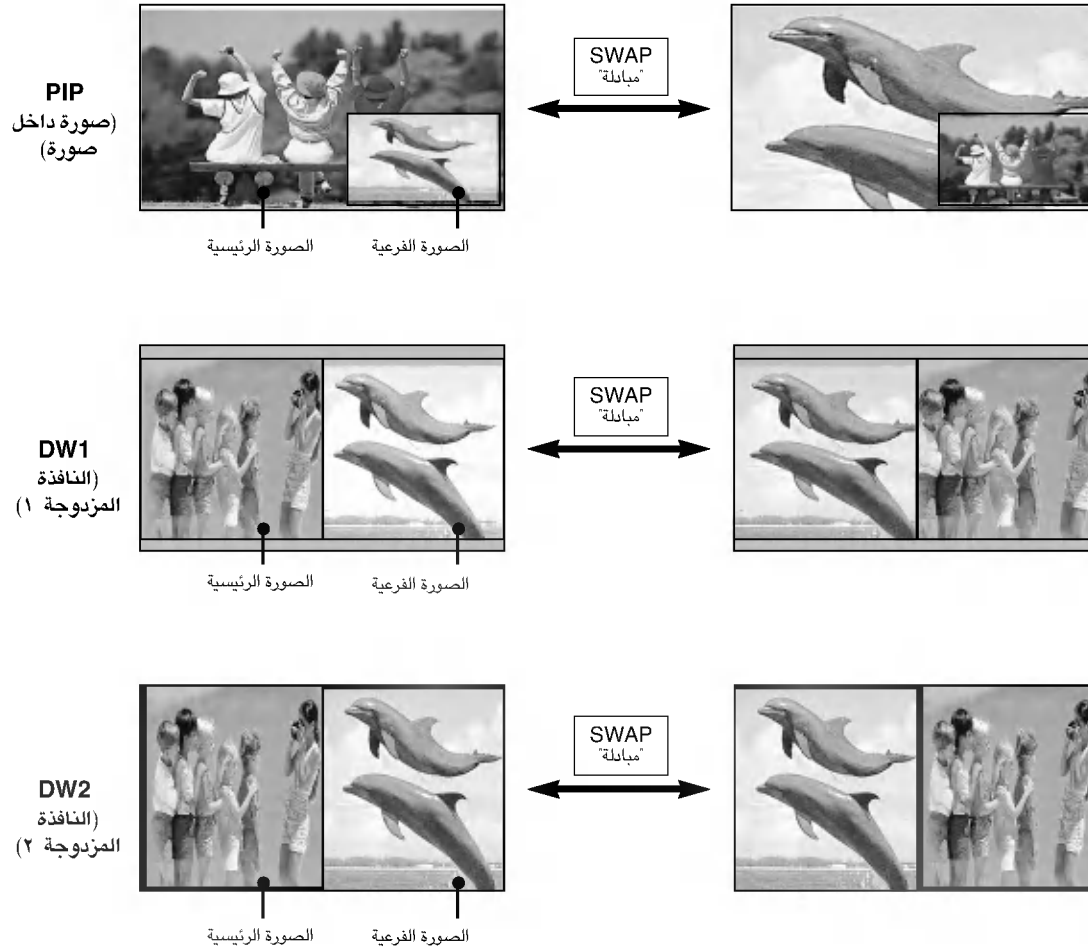 PIP
(صورة داخل
صورة)
SWAP
"مبادلة"
الصورة الرئيسية
الصورة الفرعية
DW1
(النافذة
المزدوجة ١)
SWAP
"مبادلة"
الصورة الرئيسية
الصورة الفرعية
DW2
(النافذة
المزدوجة ٢)
SWAP
"مبادلة"
الصورة الرئيسية
الصورة الفرعية